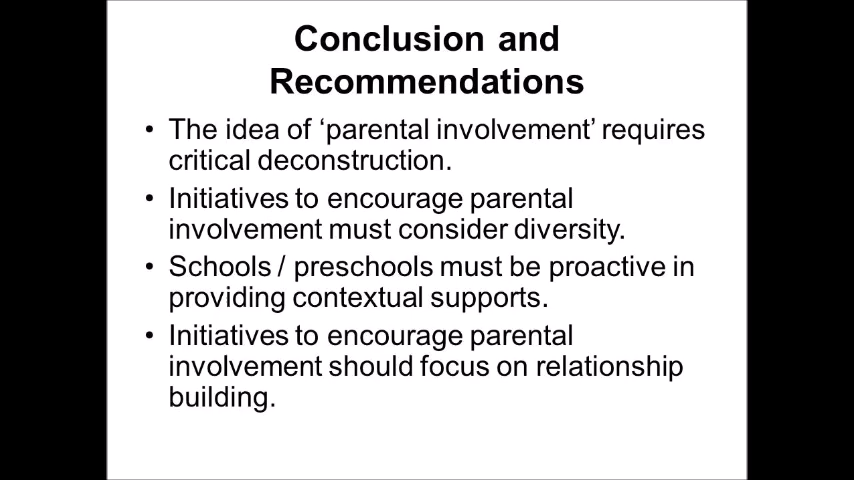 Conclusion and
Recommendations
• The idea of ‘parental involvement’ requires
critical deconstruction.
• Initiatives to encourage parental
involvement must consider diversity.
• Schools / preschools must be proactive in
providing contextual supports.
• Initiatives to encourage parental
involvement should focus on relationship
building.